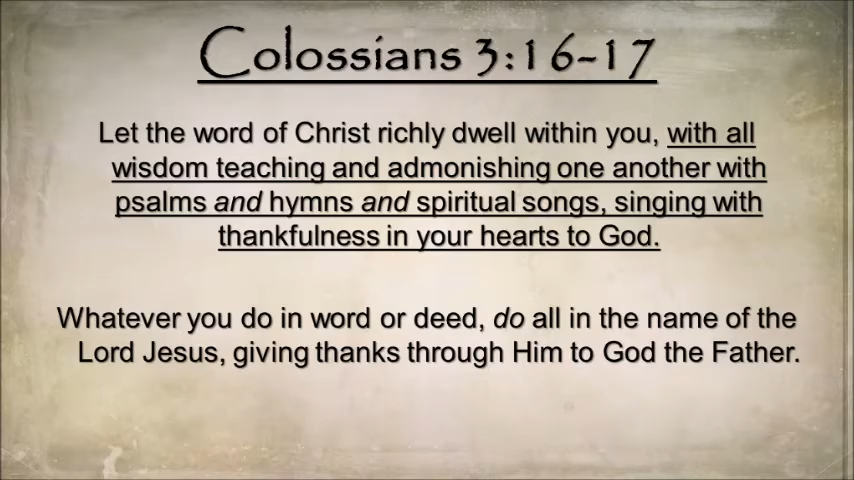 Colossians 3:16-17
Let the word of Christ richly dwell within you, with all
wisdom teaching and admonishing one another with
psalms and hymns and spiritual songs, singing with
thankfulness in your hearts to God.
Whatever you do in word or deed, do all in the name of the
Lord Jesus, giving thanks through Him to God the Father.